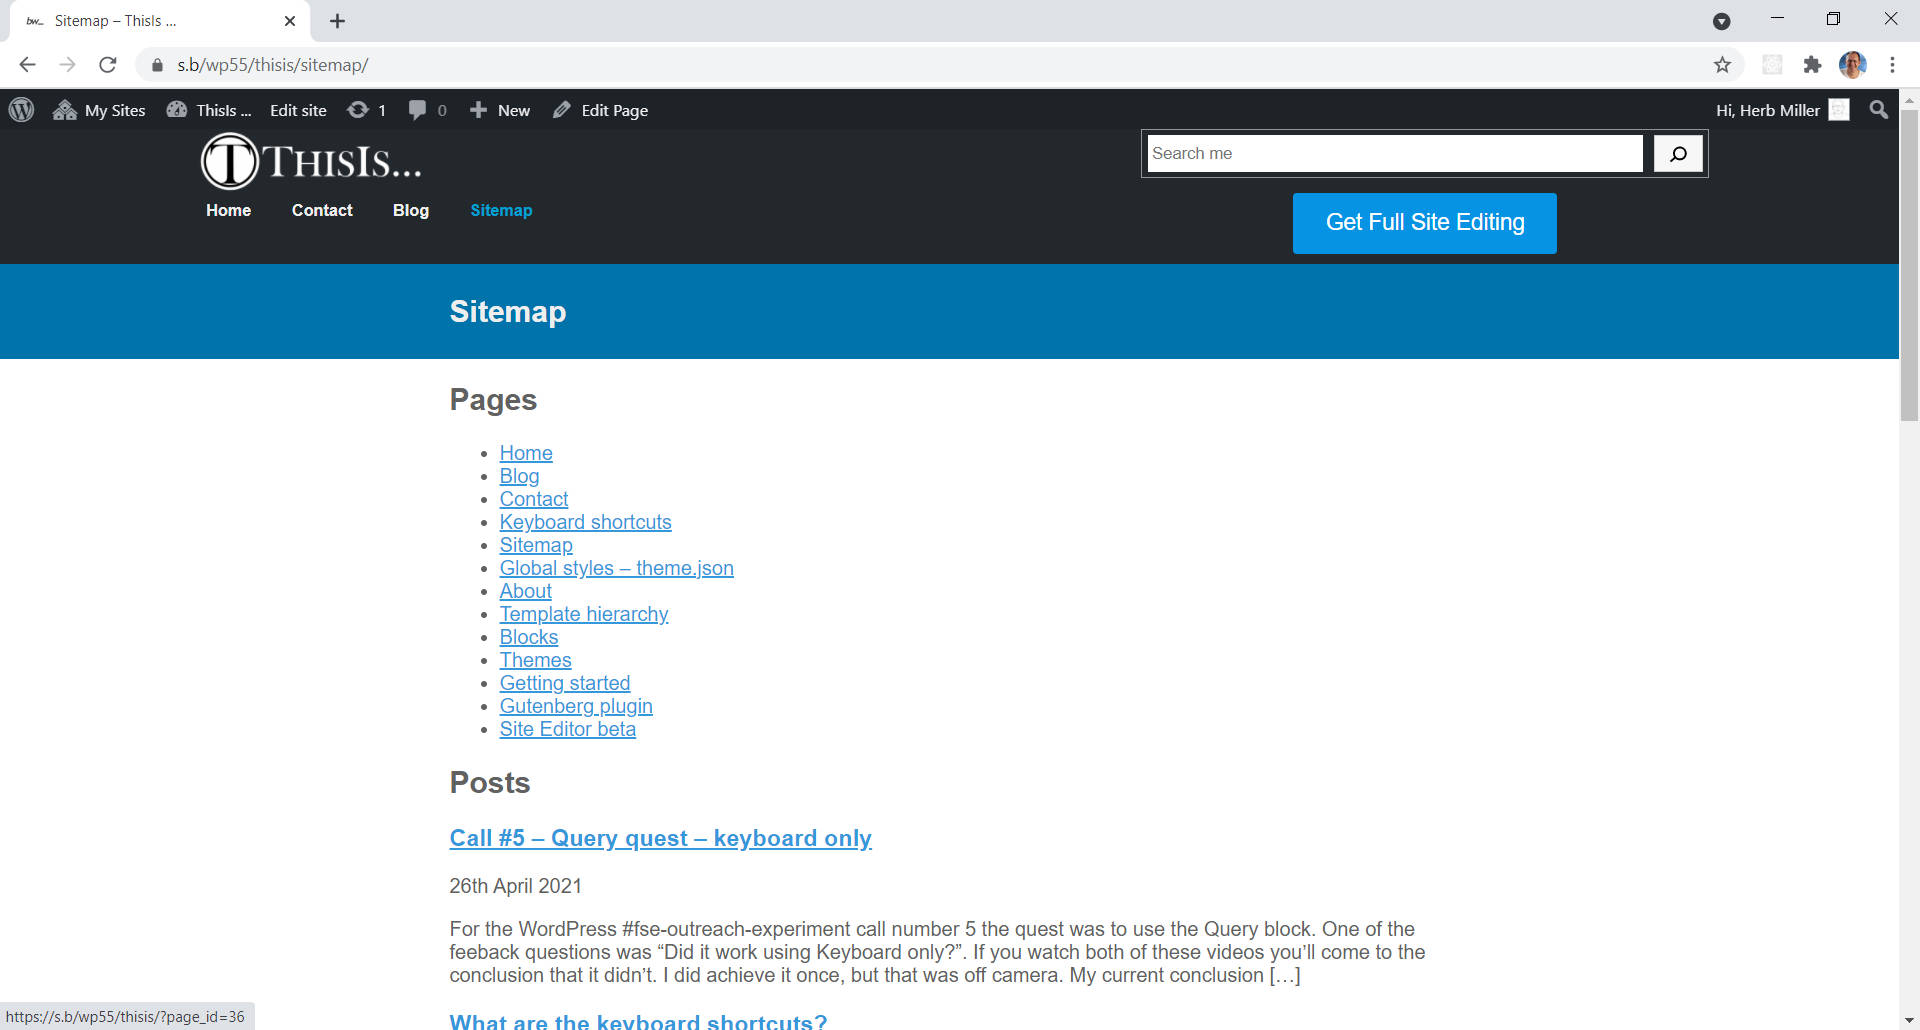 bw_ Sitemap – ThisIs ...
s.b/wp55/thisis/sitemap/
My Sites ThisIs ... Edit site 1 0 New Edit Page Hi, Herb Miller
T THISIS... Search me
Home Contact Blog Sitemap
Get Full Site Editing
Sitemap
Pages
Home
Blog
Contact
Keyboard shortcuts
Sitemap
Global styles – theme.json
About
Template hierarchy
Blocks
Themes
Getting started
Gutenberg plugin
Site Editor beta
Posts
Call #5 – Query quest – keyboard only
26th April 2021
For the WordPress #fse-outreach-experiment call number 5 the quest was to use the Query block. One of the
feeback questions was “Did it work using Keyboard only?”. If you watch both of these videos you’ll come to the
conclusion that it didn’t. I did achieve it once, but that was off camera. My current conclusion […]
What are the keyboard shortcuts?
https://s.b/wp55/thisis/?page_id=36